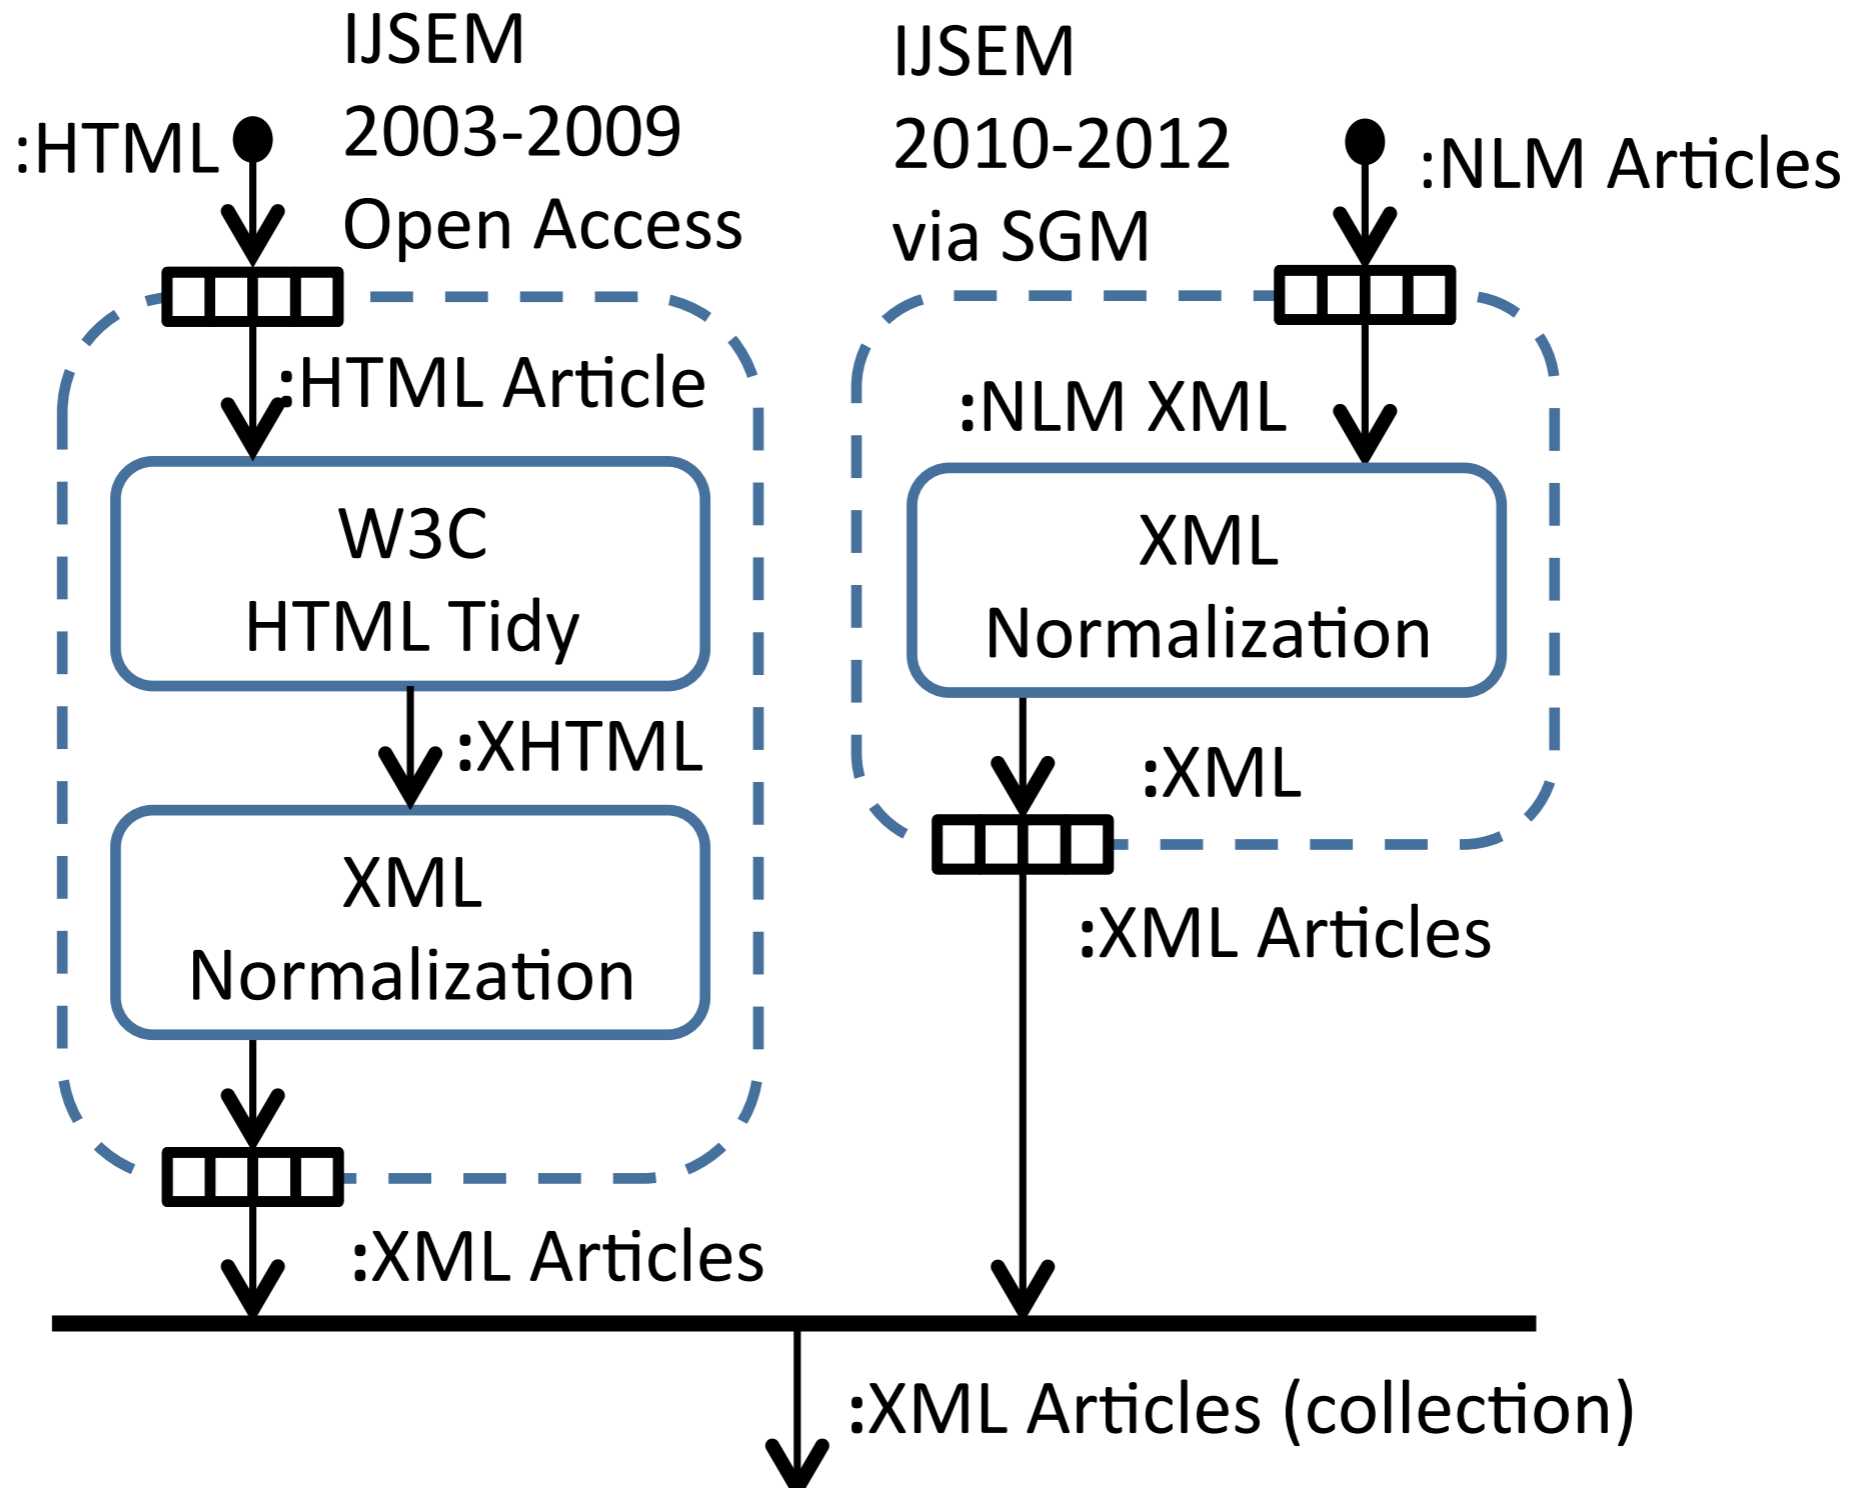 :HTML
IJSEM
2003-2009
Open Access
IJSEM
2010-2012
via SGM
:NLM Articles
:HTML Article
W3C
HTML Tidy
:XHTML
XML
Normalization
:XML Articles
:NLM XML
XML
Normalization
:XML
:XML Articles
:XML Articles (collection)